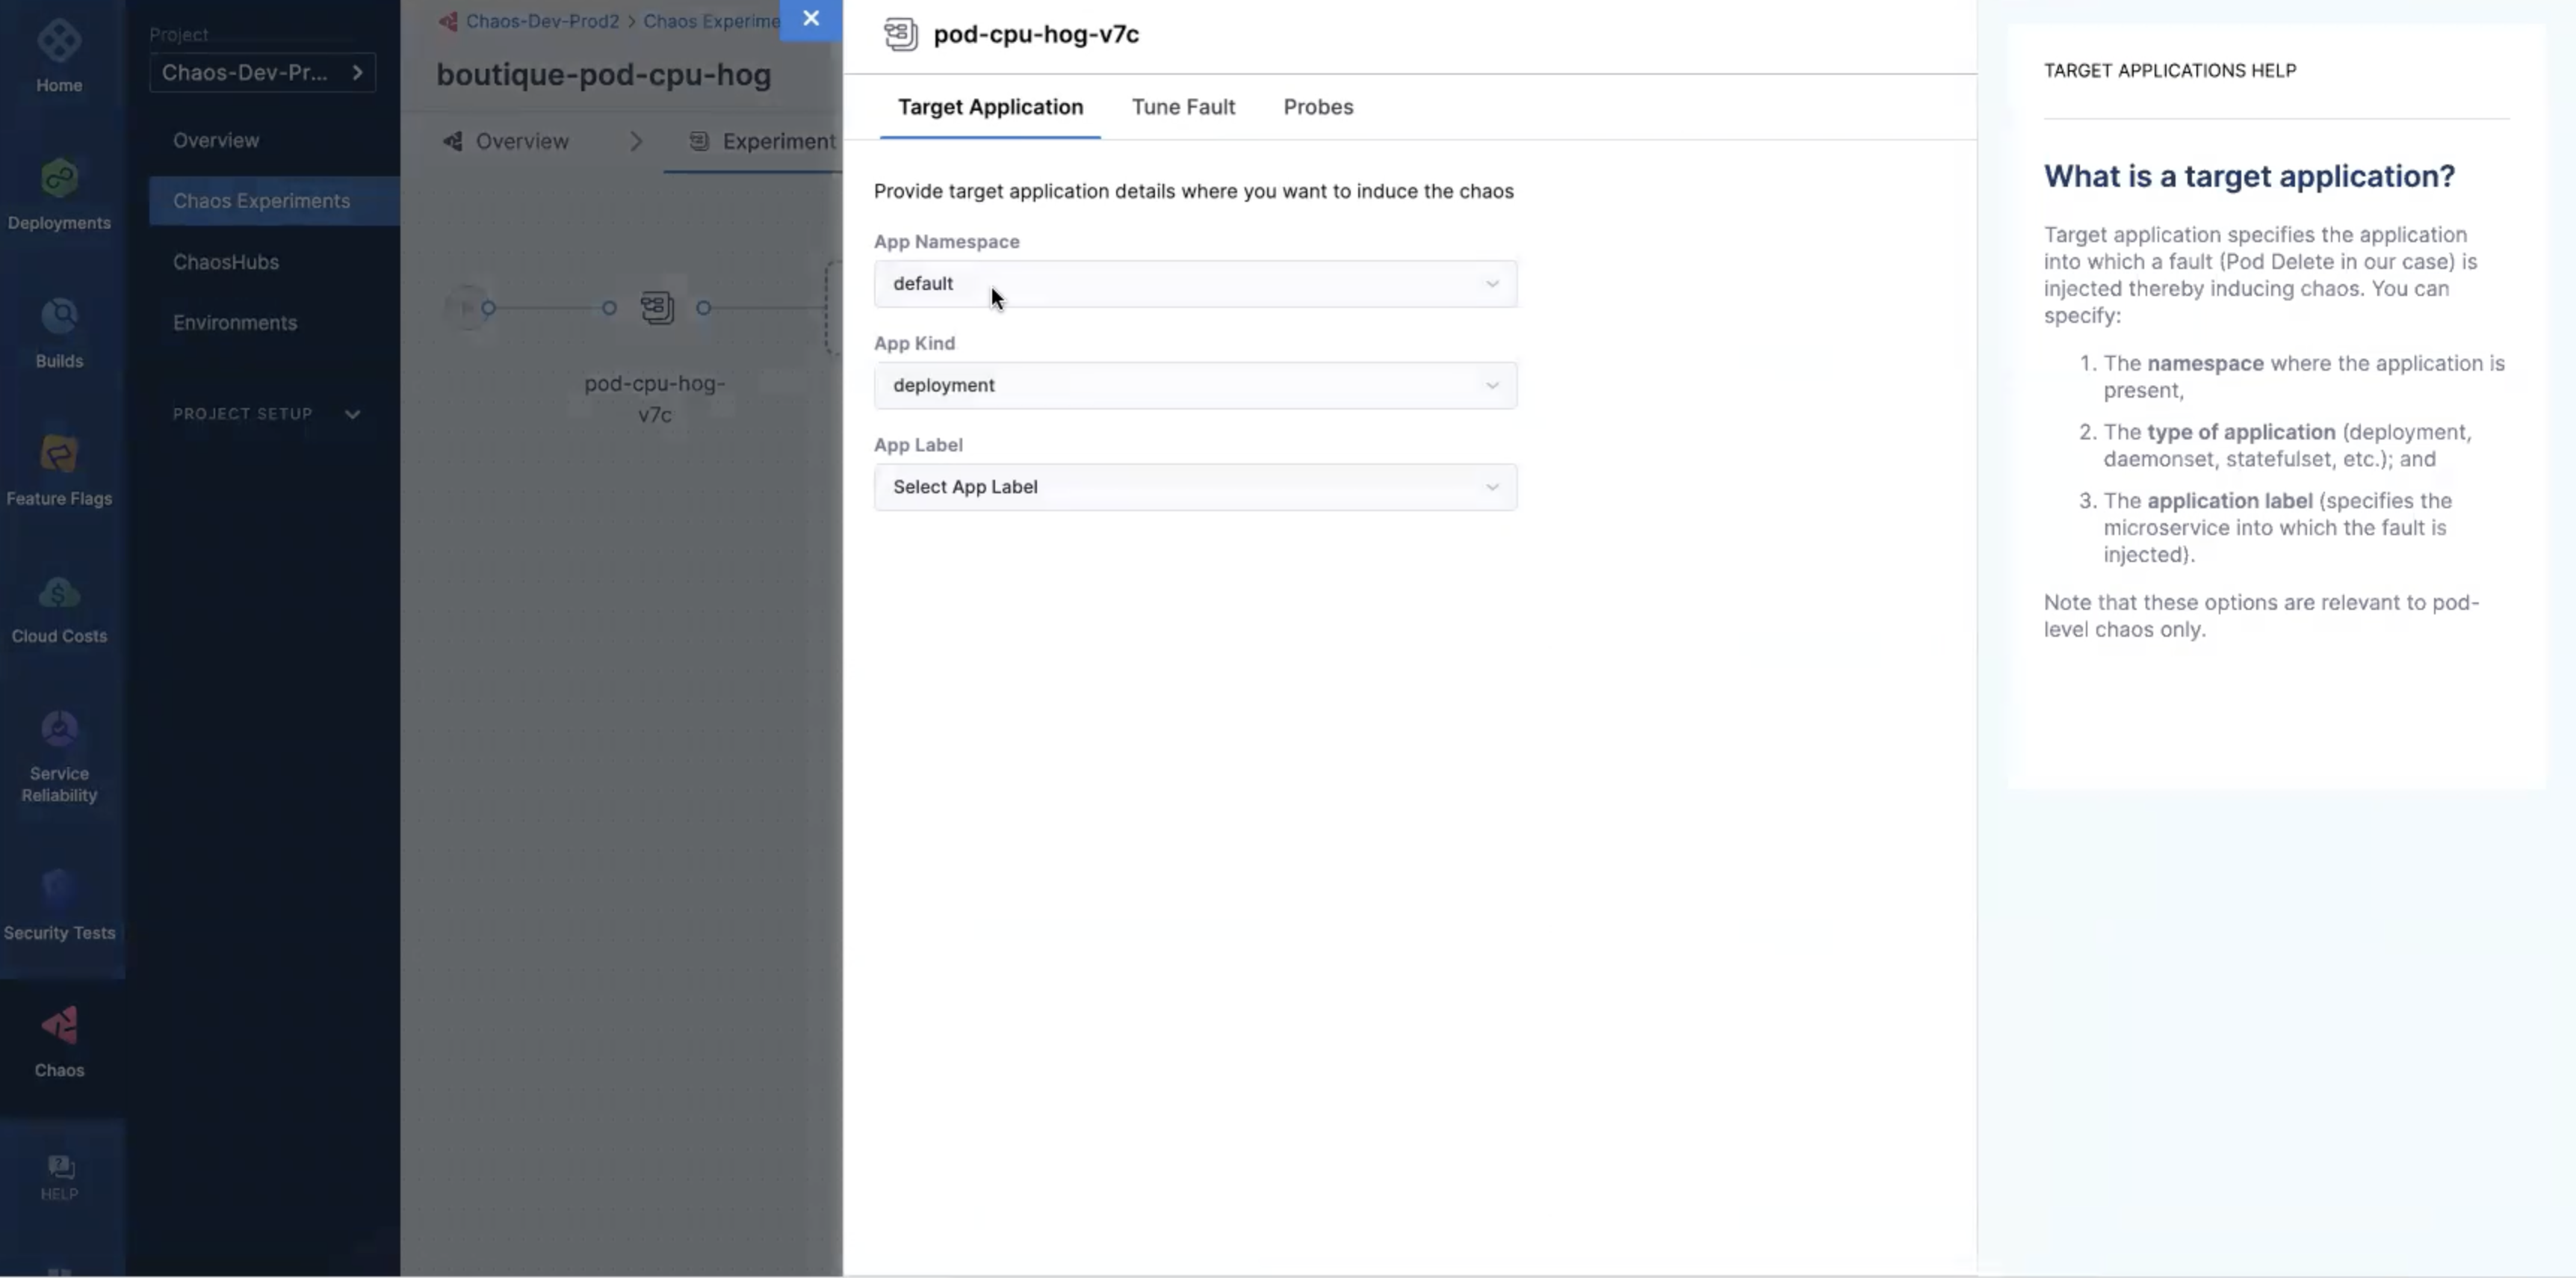 Home
Deployments
Builds
Feature Flags
Cloud Costs
Service
Reliability
Security Tests
Chaos
HELP
Project
Chaos-Dev-Pr...
Overview
Chaos Experiments
ChaosHubs
Environments
PROJECT SETUP
Chaos-Dev-Prod2 > Chaos Experime
boutique-pod-cpu-hog
Overview
Experiment
pod-cpu-hog-
v7c
pod-cpu-hog-v7c
Target Application
Tune Fault
Probes
Provide target application details where you want to induce the chaos
App Namespace
default
App Kind
deployment
App Label
Select App Label
TARGET APPLICATIONS HELP
What is a target application?
Target application specifies the application
into which a fault (Pod Delete in our case) is
injected thereby inducing chaos. You can
specify:
1. The namespace where the application is
present,
2. The type of application (deployment,
daemonset, statefulset, etc.); and
3. The application label (specifies the
microservice into which the fault is
injected).
Note that these options are relevant to pod-
level chaos only.